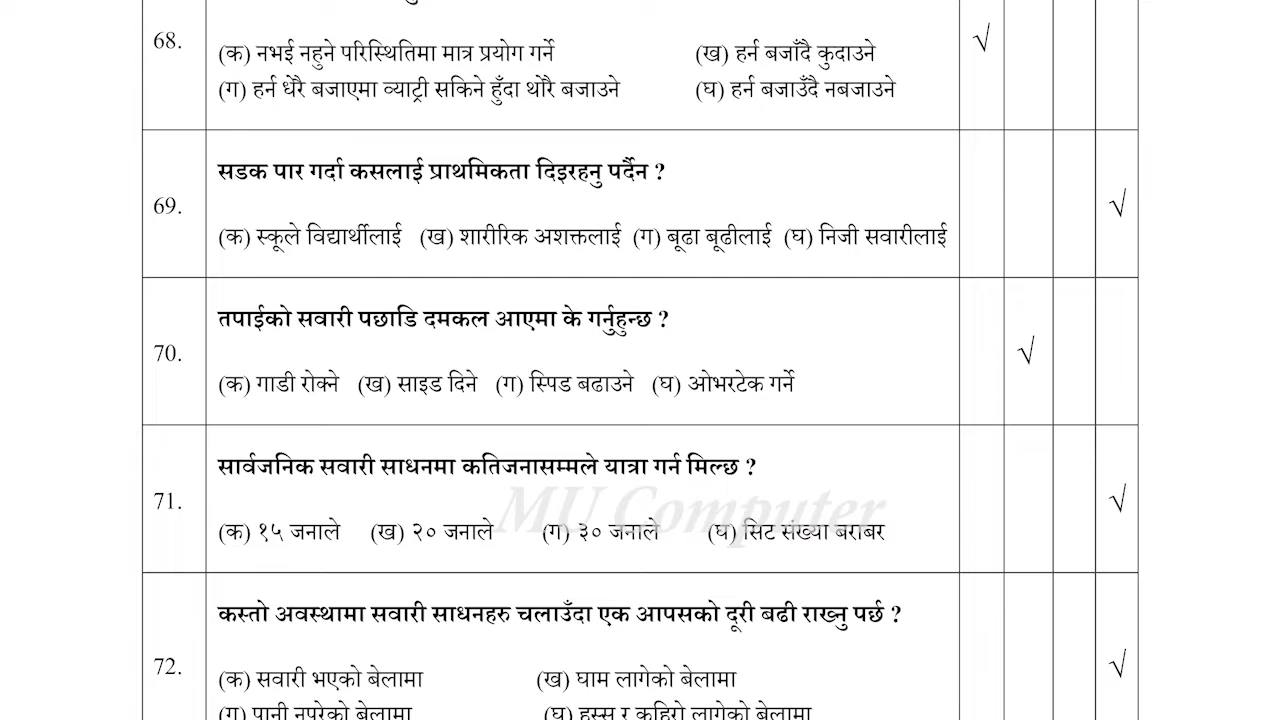 68.
(क) नभई नहुने परिस्थितिमा मात्र प्रयोग गर्ने (ख) हर्न बजाँदै कुदाउने √
(ग) हर्न धेरै बजाएमा व्याट्री सकिने हुँदा थोरै बजाउने (घ) हर्न बजाउँदै नबजाउने
सडक पार गर्दा कसलाई प्राथमिकता दिइरहनु पर्दैन ?
69. √
(क) स्कूले विद्यार्थीलाई (ख) शारीरिक अशक्तलाई (ग) बूढा बूढीलाई (घ) निजी सवारीलाई
तपाईको सवारी पछाडि दमकल आएमा के गर्नुहुन्छ ?
70. √
(क) गाडी रोक्ने (ख) साइड दिने (ग) स्पिड बढाउने (घ) ओभरटेक गर्ने
सार्वजनिक सवारी साधनमा कतिजनासम्मले यात्रा गर्न मिल्छ ?
71. √
MU Computer
(क) १५ जनाले (ख) २० जनाले (ग) ३० जनाले (घ) सिट संख्या बराबर
कस्तो अवस्थामा सवारी साधनहरु चलाउँदा एक आपसको दूरी बढी राख्नु पर्छ ?
72. √
(क) सवारी भएको बेलामा (ख) घाम लागेको बेलामा
(ग) पानी नपरेको बेलामा (घ) हुस्सु र कुहिरो लागेको बेलामा